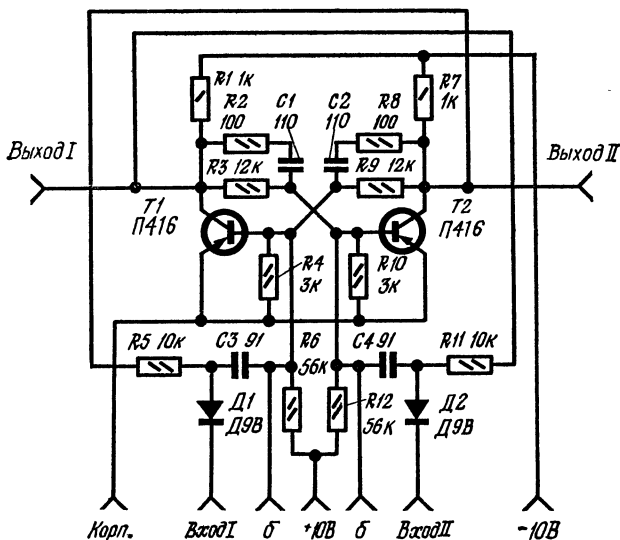 R1 1к
R7
1к
R2
100
C1
110
C2
110
R8
100
Выход I
R3 12к
R9 12к
Выход II
T1
П416
T2
П416
R4
3к
R10
3к
R5 10к
C3 91
R6
56к
C4 91
R11 10к
Д1
Д9В
R12
56к
Д2
Д9В
Корп.
Вход I
б
+10В
б
Вход II
-10В